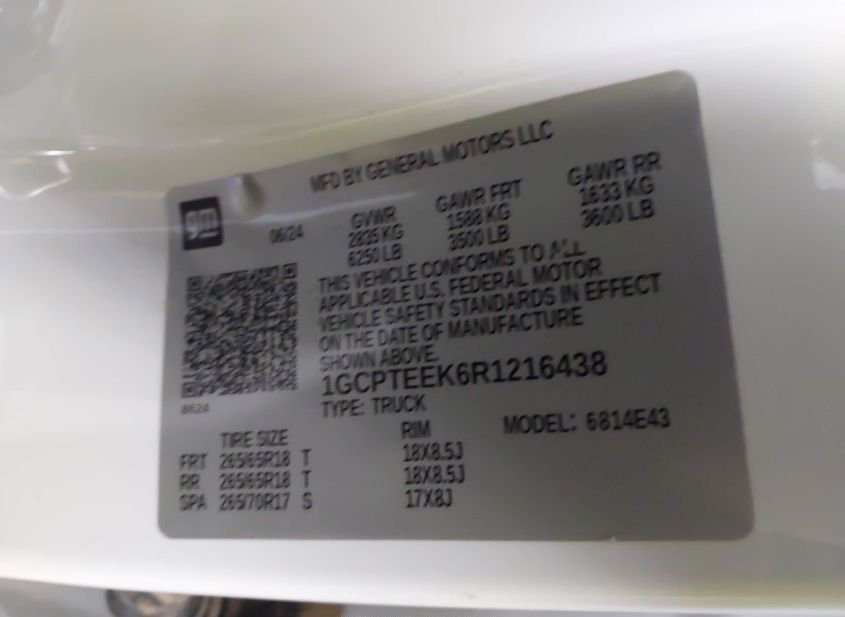 MFD BY GENERAL MOTORS LLC
gm
06/24 GVWR GAWR FRT GAWR RR
2835 KG 1588 KG 1633 KG
6250 LB 3500 LB 3600 LB
THIS VEHICLE CONFORMS TO ALL
APPLICABLE U.S. FEDERAL MOTOR
VEHICLE SAFETY STANDARDS IN EFFECT
ON THE DATE OF MANUFACTURE
SHOWN ABOVE.
1GCPTEEK6R1216438
8624
TYPE: TRUCK
MODEL: 6814E43
TIRE SIZE RIM
FRT 265/65R18 T 18X8.5J
RR 265/65R18 T 18X8.5J
SPA 265/70R17 S 17X8J